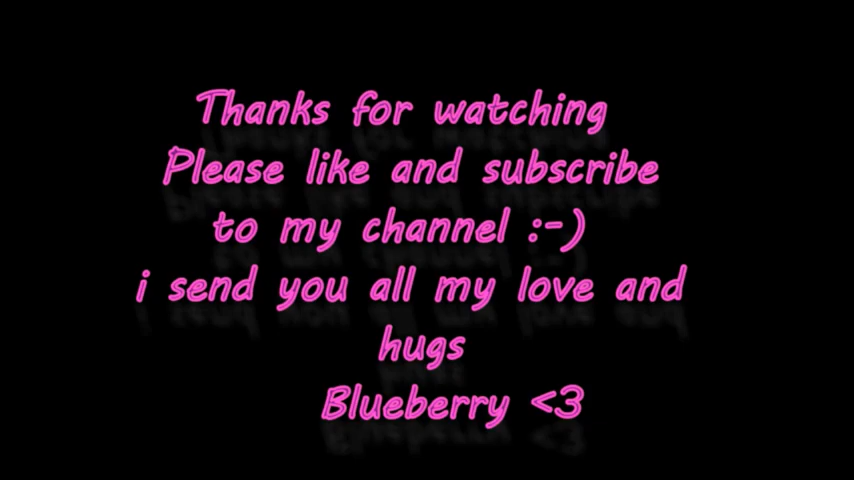 Thanks for watching
Please like and subscribe
to my channel :-)
i send you all my love and
hugs
Blueberry <3